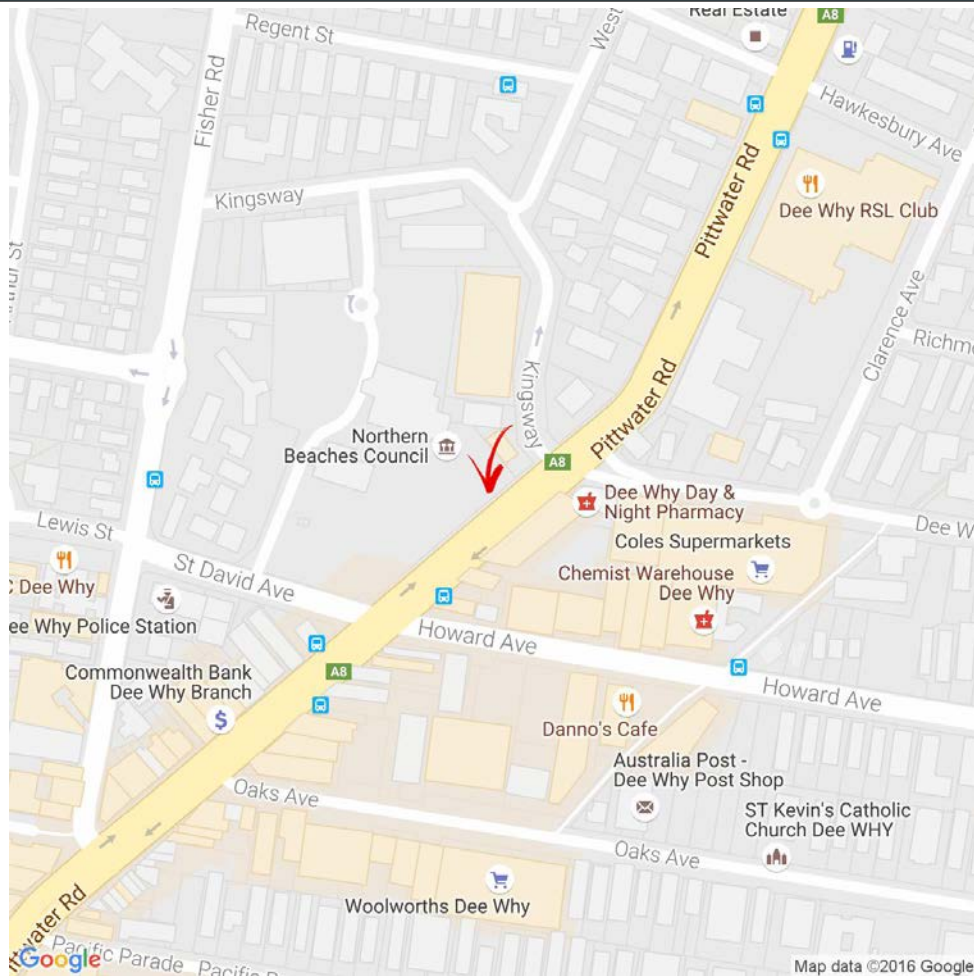 Real Estate
A8
Regent St
West
Fisher Rd
Hawkesbury Ave
Pittwater Rd
Kingsway
Dee Why RSL Club
Clarence Ave
Kingsway
Pittwater Rd
Northern
Beaches Council
A8
Dee Why Day &
Night Pharmacy
Lewis St
Coles Supermarkets
Dee W
St David Ave
Chemist Warehouse
Dee Why
C Dee Why
ee Why Police Station
Howard Ave
Commonwealth Bank
Dee Why Branch
$
A8
Howard Ave
Danno's Cafe
Australia Post -
Dee Why Post Shop
Oaks Ave
ST Kevin's Catholic
Church Dee WHY
Oaks Ave
Woolworths Dee Why
ttwater Rd
Pacific Parade
Pacific
Google
Map data ©2016 Google